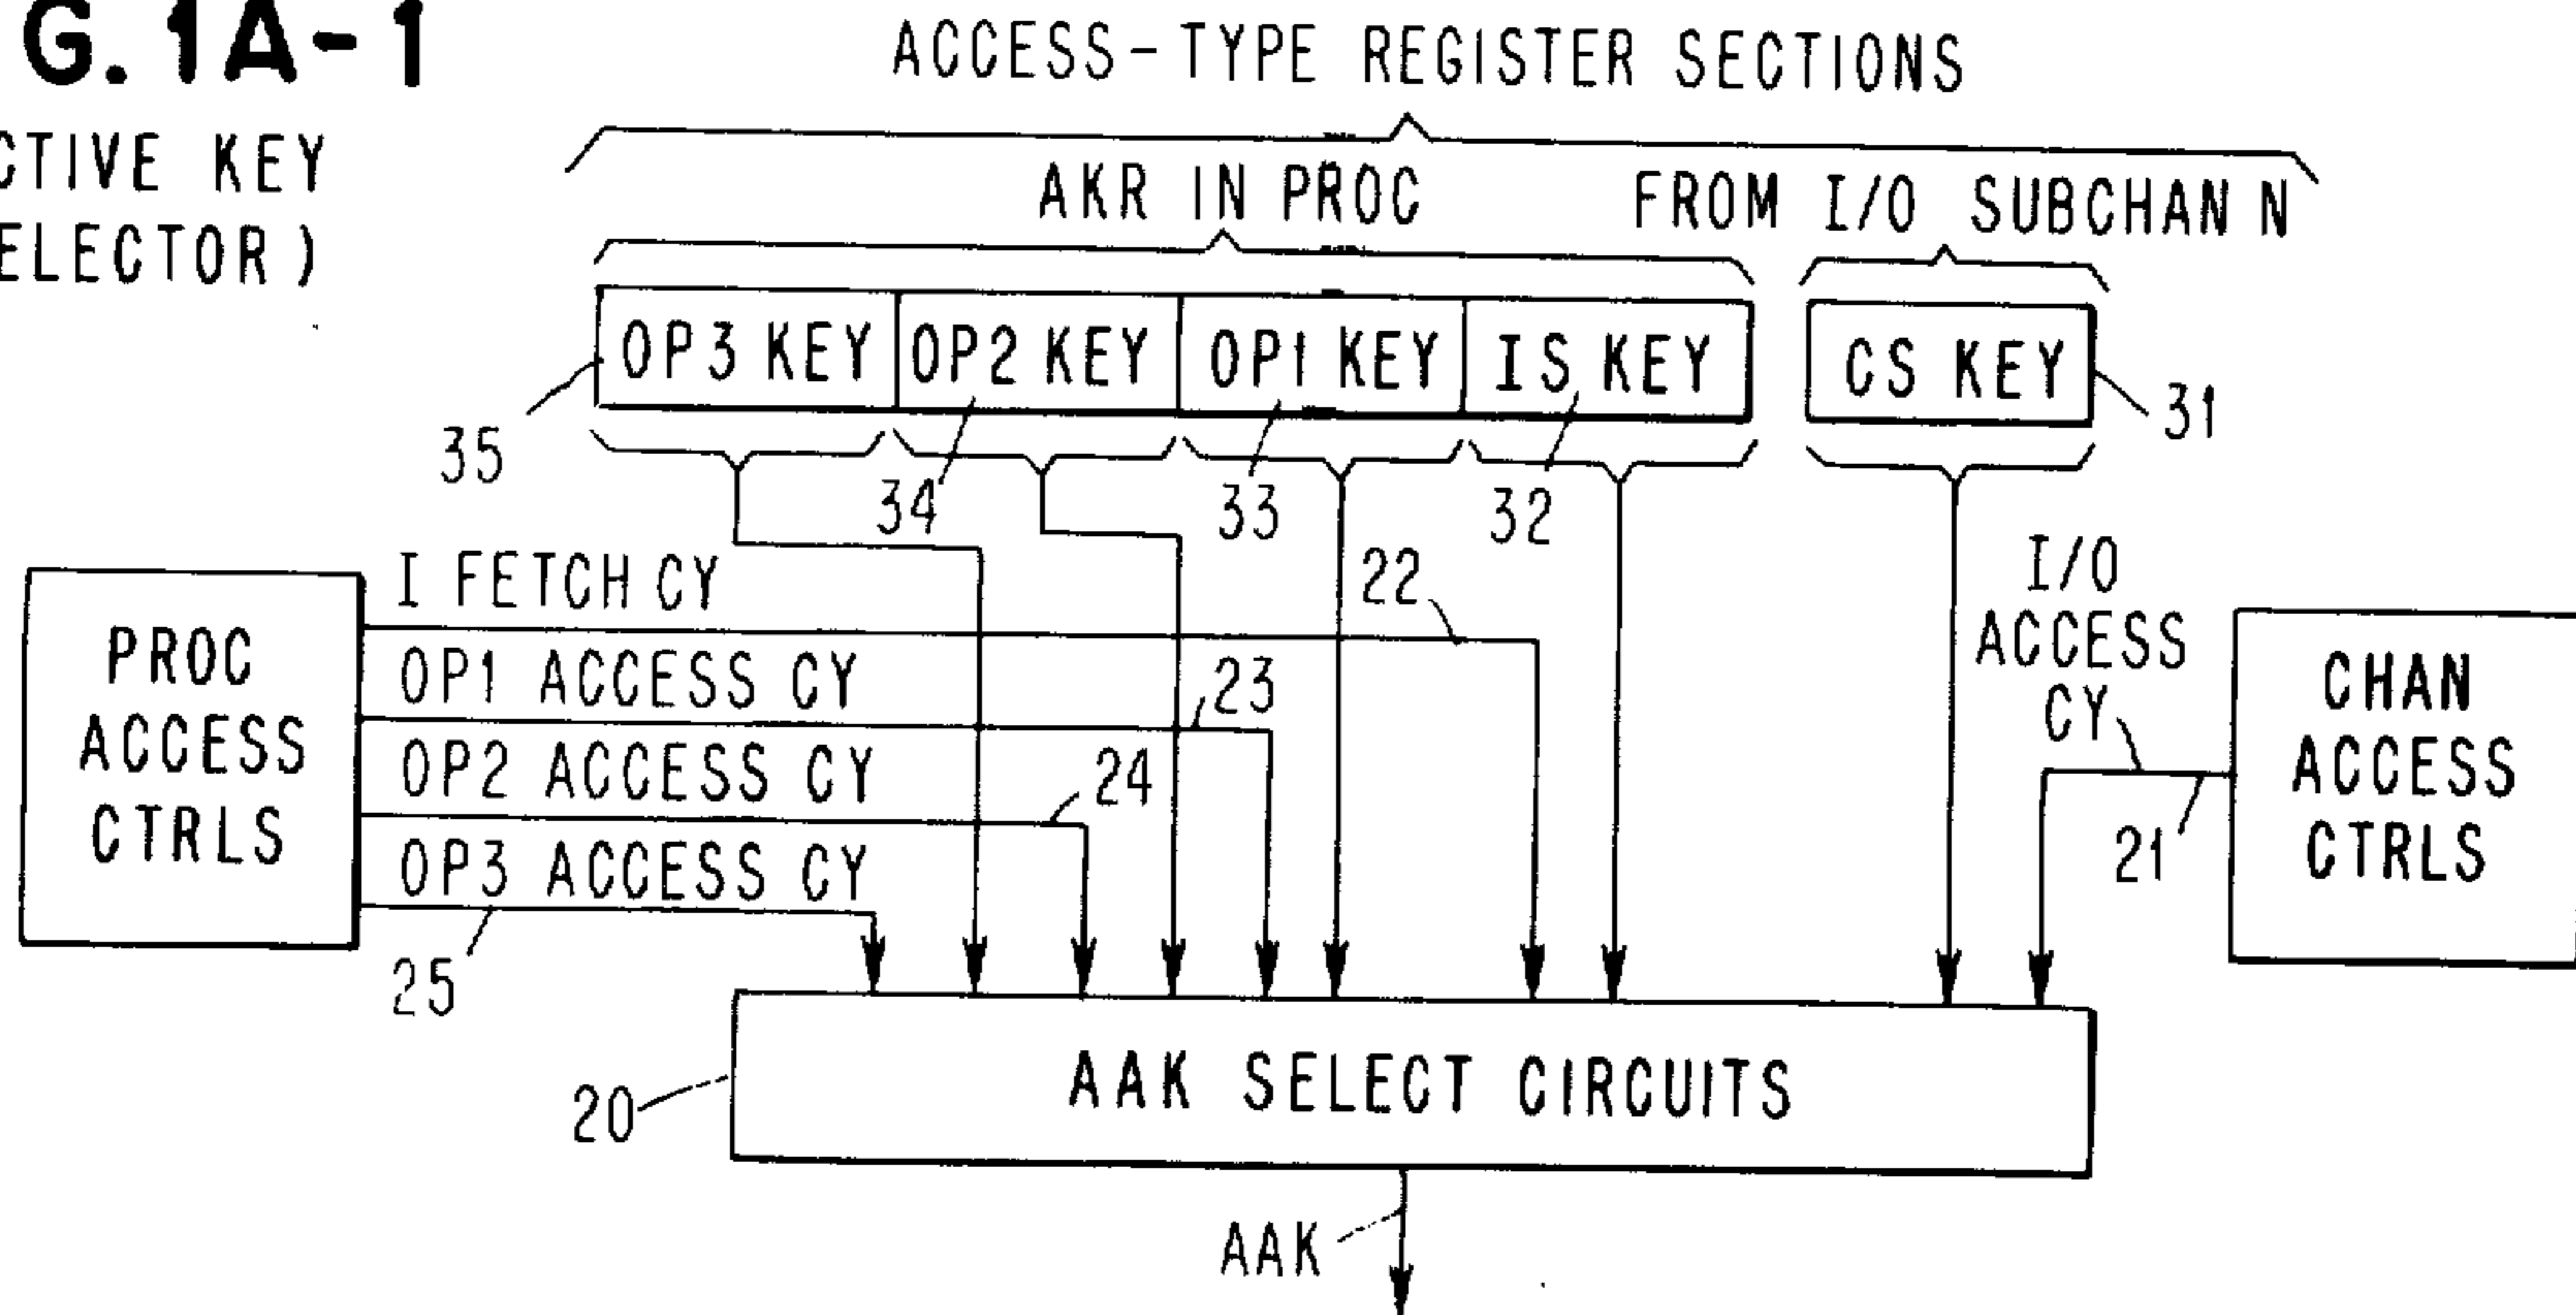 G. 1A-1
CTIVE KEY
ELECTOR)
ACCESS-TYPE REGISTER SECTIONS
AKR IN PROC
FROM I/O SUBCHAN N
OP3 KEY
OP2 KEY
OP1 KEY
IS KEY
CS KEY
31
35
34
33
32
22
I FETCH CY
OP1 ACCESS CY
23
OP2 ACCESS CY
24
OP3 ACCESS CY
25
PROC
ACCESS
CTRLS
I/O
ACCESS
CY
21
CHAN
ACCESS
CTRLS
20
AAK SELECT CIRCUITS
AAK